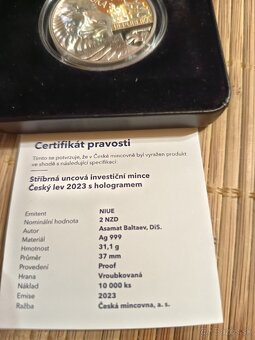 REPUBLIKA
Certifikát pravosti
Tímto se potvrzuje, že v České mincovně byl vyražen produkt
ve shodě s následující specifikací:
Stříbrná uncová investiční mince
Český lev 2023 s hologramem
Emitent NIUE
Nominální hodnota 2 NZD
Autor Asamat Baltaev, DiS.
Materiál Ag 999
Hmotnost 31,1 g
Průměr 37 mm
Provedení Proof
Hrana Vroubkovaná
Náklad 10 000 ks
Emise 2023
Ražba Česká mincovna, a. s.